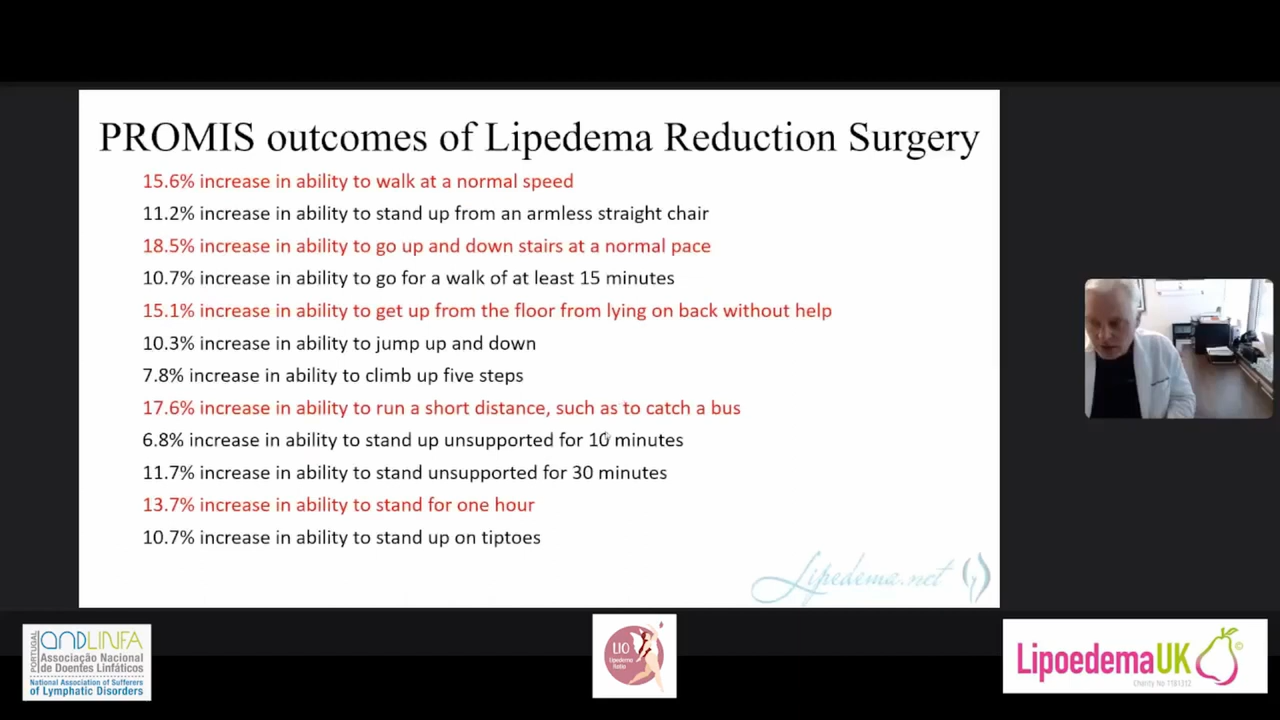 PROMIS outcomes of Lipedema Reduction Surgery
15.6% increase in ability to walk at a normal speed
11.2% increase in ability to stand up from an armless straight chair
18.5% increase in ability to go up and down stairs at a normal pace
10.7% increase in ability to go for a walk of at least 15 minutes
15.1% increase in ability to get up from the floor from lying on back without help
10.3% increase in ability to jump up and down
7.8% increase in ability to climb up five steps
17.6% increase in ability to run a short distance, such as to catch a bus
6.8% increase in ability to stand up unsupported for 10 minutes
11.7% increase in ability to stand unsupported for 30 minutes
13.7% increase in ability to stand for one hour
10.7% increase in ability to stand up on tiptoes
Lipedema.net
PORTUGAL
ANDLINFA
Associação Nacional
de Doentes Linfáticos
National Association of Sufferers
of Lymphatic Disorders
LIO
Lipedema
LipoedemaUK
Charity No 1181312